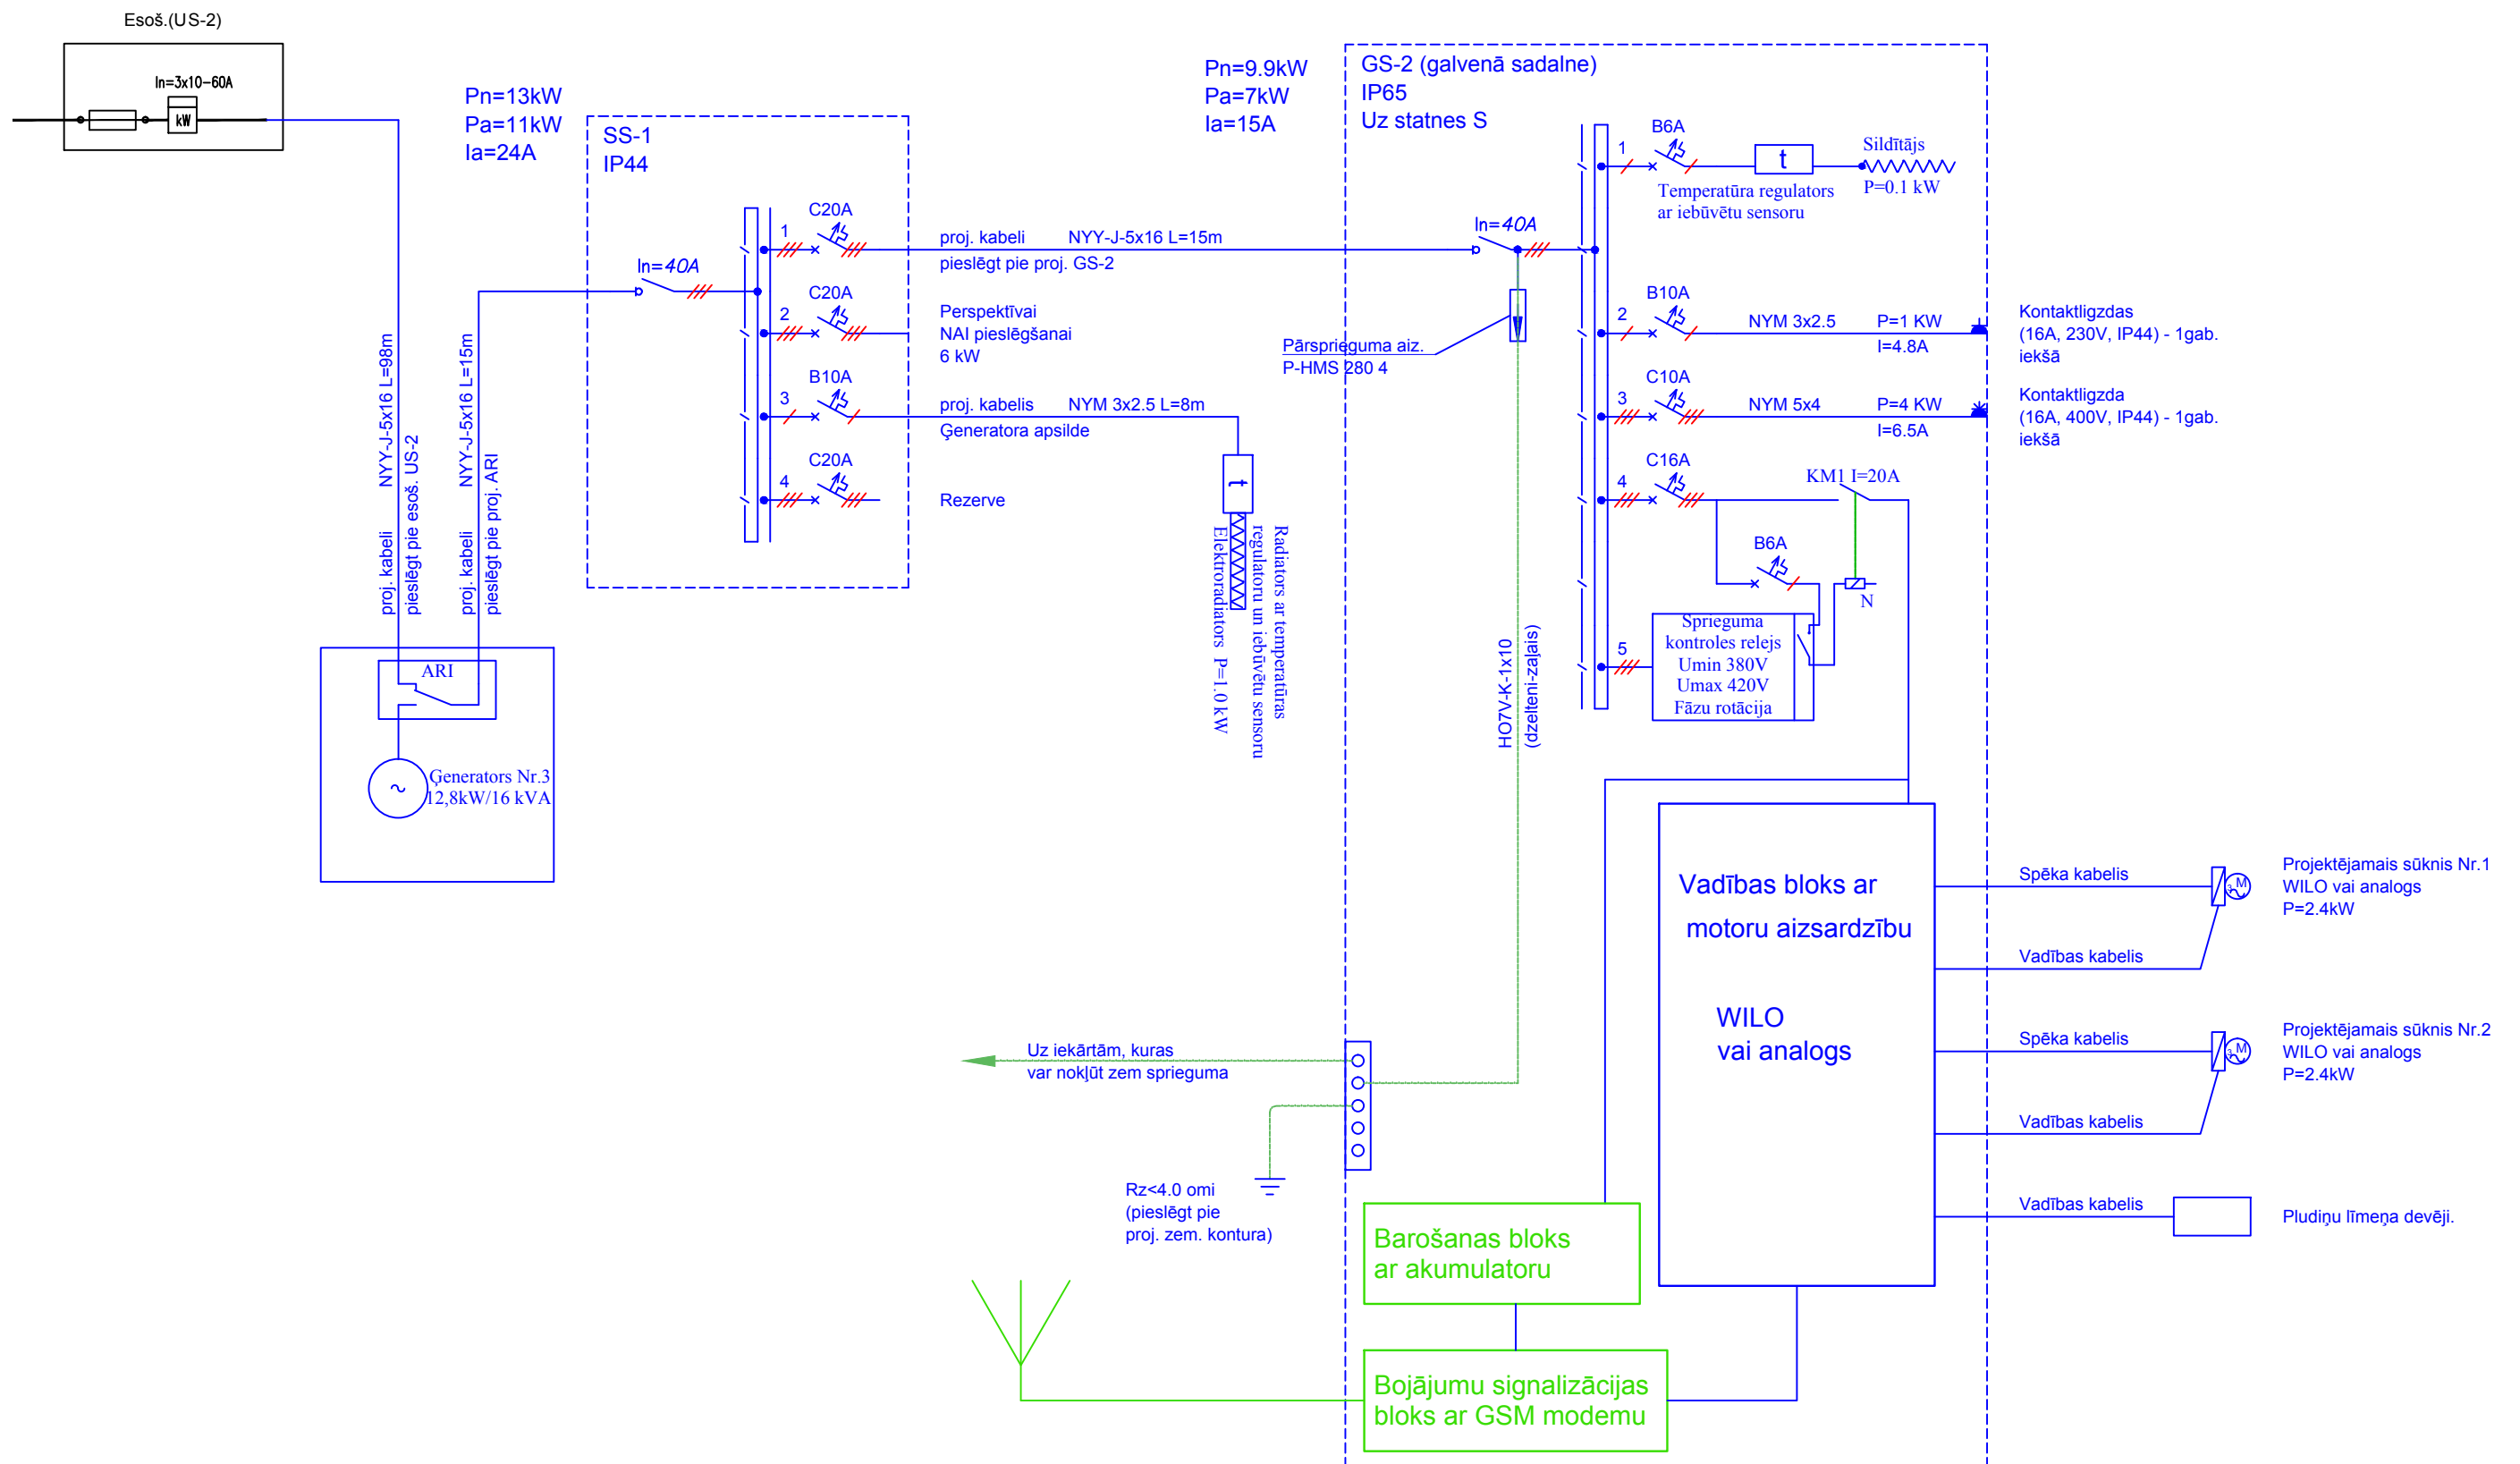 Esoš.(US-2)
In=3x10-60A
kW
Pn=13kW
Pa=11kW
Ia=24A
proj. kabeli NYY-J-5x16 L=98m
pieslēgt pie esoš. US-2
proj. kabeli NYY-J-5x16 L=15m
pieslēgt pie proj. ARI
ARI
Ģenerators Nr.3
12,8kW/16 kVA
SS-1
IP44
In=40A
1
C20A
2
C20A
3
B10A
4
C20A
proj. kabeli NYY-J-5x16 L=15m
pieslēgt pie proj. GS-2
Perspektīvai
NAI pieslēgšanai
6 kW
proj. kabelis NYM 3x2.5 L=8m
Ģeneratora apsilde
Rezerve
t
Radiators ar temperatūras
regulatoru un iebūvētu sensoru
Elektroradiators P=1.0 kW
Pn=9.9kW
Pa=7kW
Ia=15A
GS-2 (galvenā sadalne)
IP65
Uz statnes S
In=40A
Pārsprieguma aiz.
P-HMS 280 4
HO7V-K-1x10
(dzelteni-zaļais)
1
B6A
t
Sildītājs
P=0.1 kW
Temperatūra regulators
ar iebūvētu sensoru
2
B10A
NYM 3x2.5 P=1 KW
I=4.8A
Kontaktligzdas
(16A, 230V, IP44) - 1gab.
iekšā
3
C10A
NYM 5x4 P=4 KW
I=6.5A
Kontaktligzda
(16A, 400V, IP44) - 1gab.
iekšā
4
C16A
KM1 I=20A
B6A
N
5
Sprieguma
kontroles relejs
Umin 380V
Umax 420V
Fāzu rotācija
Vadības bloks ar
motoru aizsardzību
WILO
vai analogs
Spēka kabelis
3 M
Projektējamais sūknis Nr.1
WILO vai analogs
P=2.4kW
Vadības kabelis
Spēka kabelis
3 M
Projektējamais sūknis Nr.2
WILO vai analogs
P=2.4kW
Vadības kabelis
Vadības kabelis
Pludiņu līmeņa devēji.
Uz iekārtām, kuras
var nokļūt zem sprieguma
Rz<4.0 omi
(pieslēgt pie
proj. zem. kontura)
Barošanas bloks
ar akumulatoru
Bojājumu signalizācijas
bloks ar GSM modemu